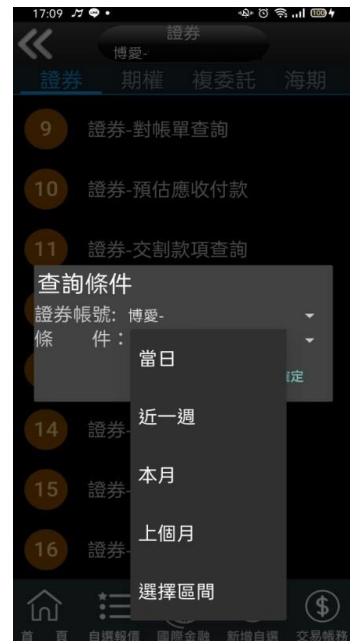 17:09
100
證券
博愛-
證券 期權 複委託 海期
9 證券-對帳單查詢
10 證券-預估應收付款
11 證券-交割款項查詢
查詢條件
證券帳號: 博愛-
條 件:
當日
定
近一週
14 證券-
本月
15 證券-
上個月
16 證券-
選擇區間
首 頁 自選報價 國際金融 新增自選 交易帳務